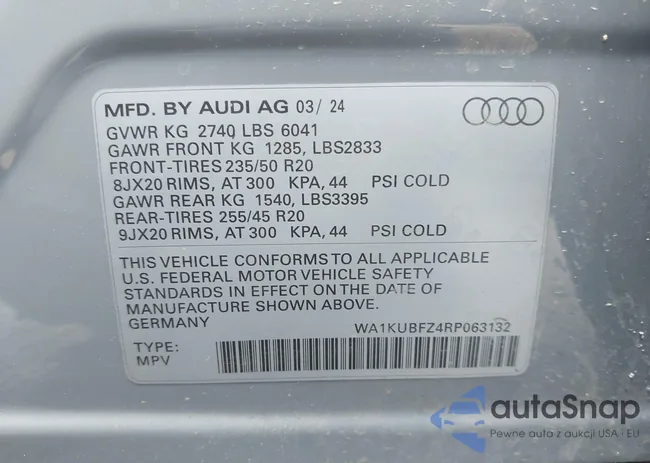 MFD. BY AUDI AG 03/ 24
GVWR KG 2740 LBS 6041
GAWR FRONT KG 1285, LBS2833
FRONT-TIRES 235/50 R20
8JX20 RIMS, AT 300 KPA, 44 PSI COLD
GAWR REAR KG 1540, LBS3395
REAR-TIRES 255/45 R20
9JX20 RIMS, AT 300 KPA, 44 PSI COLD
THIS VEHICLE CONFORMS TO ALL APPLICABLE
U.S. FEDERAL MOTOR VEHICLE SAFETY
STANDARDS IN EFFECT ON THE DATE OF
MANUFACTURE SHOWN ABOVE.
GERMANY WA1KUBFZ4RP063132
TYPE:
MPV
autoSnap
Pewne auta z aukcji USA i EU